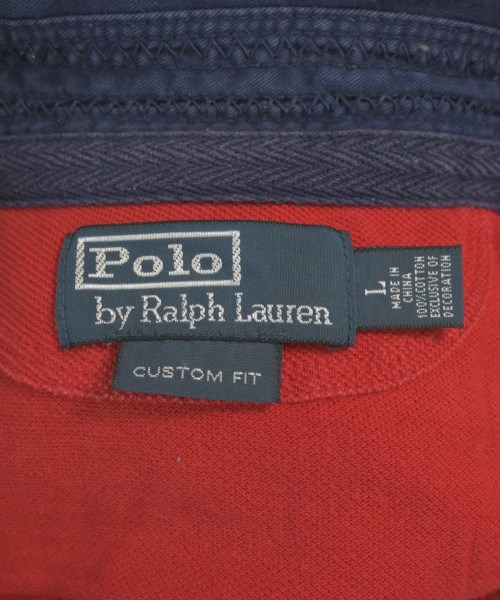 Polo
by Ralph Lauren
CUSTOM FIT
L
MADE IN
CHINA
100% COTTON
EXCLUSIVE OF
DECORATION